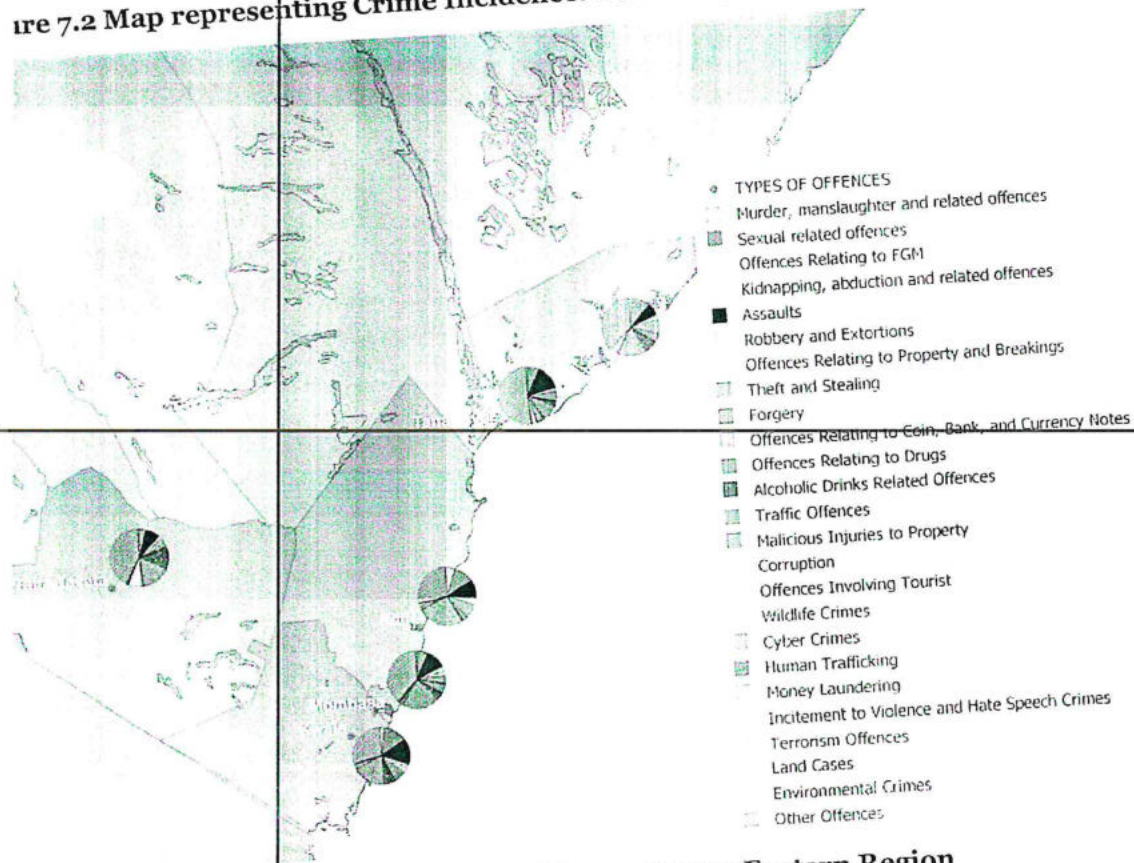 7.2 Map representing Crime
TYPES OF OFFENCES
Murder, manslaughter and related offences
Sexual related offences
Offences Relating to FGM
Kidnapping, abduction and related offences
Assaults
Robbery and Extortions
Offences Relating to Property and Breakings
Theft and Stealing
Forgery
Offences Relating to Coin, Bank, and Currency Notes
Offences Relating to Drugs
Alcoholic Drinks Related Offences
Traffic Offences
Malicious Injuries to Property
Corruption
Offences Involving Tourist
Wildlife Crimes
Cyber Crimes
Human Trafficking
Money Laundering
Incitement to Violence and Hate Speech Crimes
Terrorism Offences
Land Cases
Environmental Crimes
Other Offences
Eastern Region